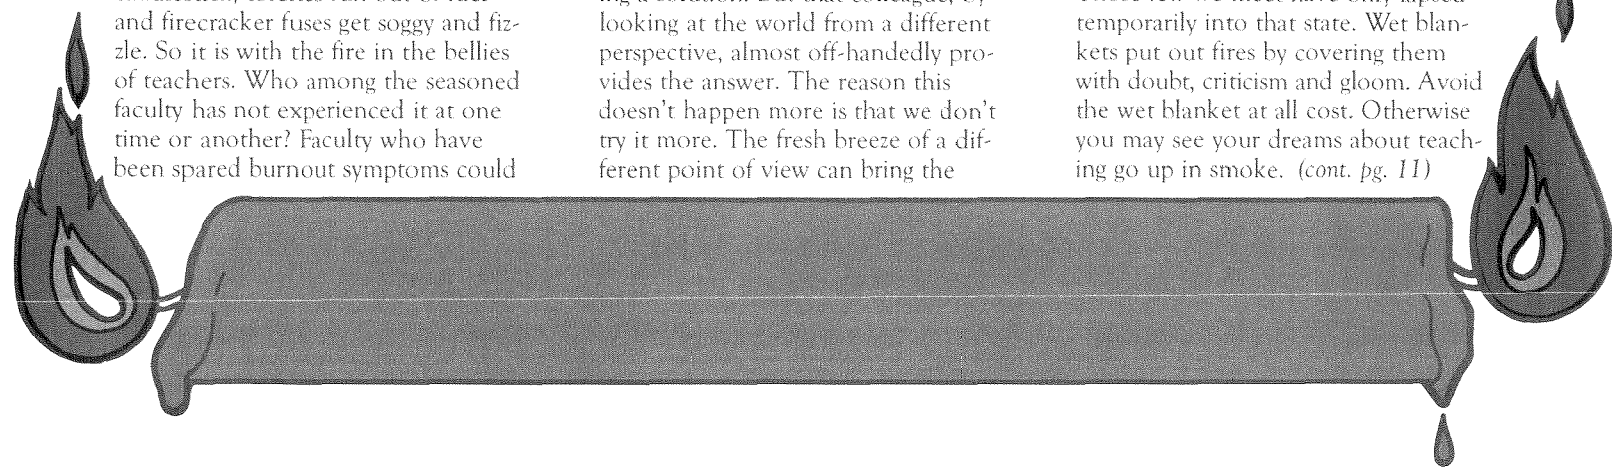 and firecracker fuses get soggy and fiz-
zle. So it is with the fire in the bellies
of teachers. Who among the seasoned
faculty has not experienced it at one
time or another? Faculty who have
been spared burnout symptoms could
looking at the world from a different
perspective, almost off-handedly pro-
vides the answer. The reason this
doesn't happen more is that we don't
try it more. The fresh breeze of a dif-
ferent point of view can bring the
temporarily into that state. Wet blan-
kets put out fires by covering them
with doubt, criticism and gloom. Avoid
the wet blanket at all cost. Otherwise
you may see your dreams about teach-
ing go up in smoke. (cont. pg. 11)